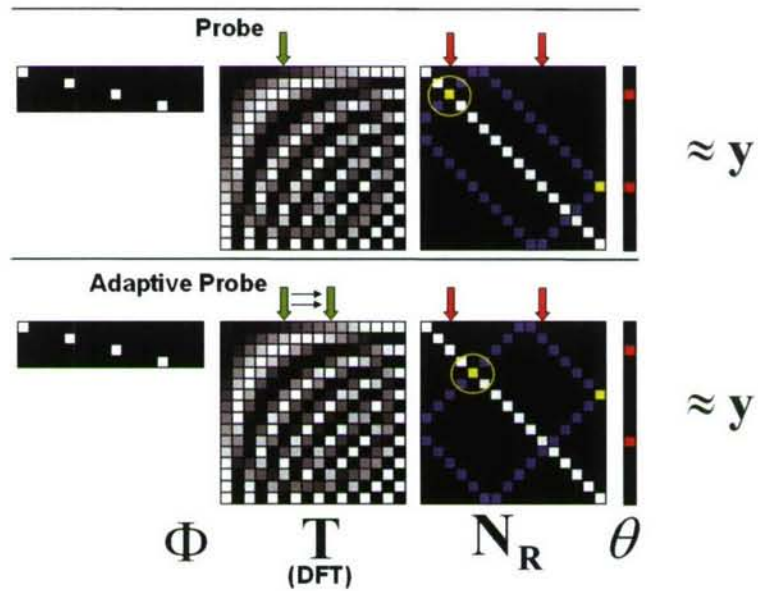 Probe
≈ y
Adaptive Probe
≈ y
Φ T N_R θ
(DFT)